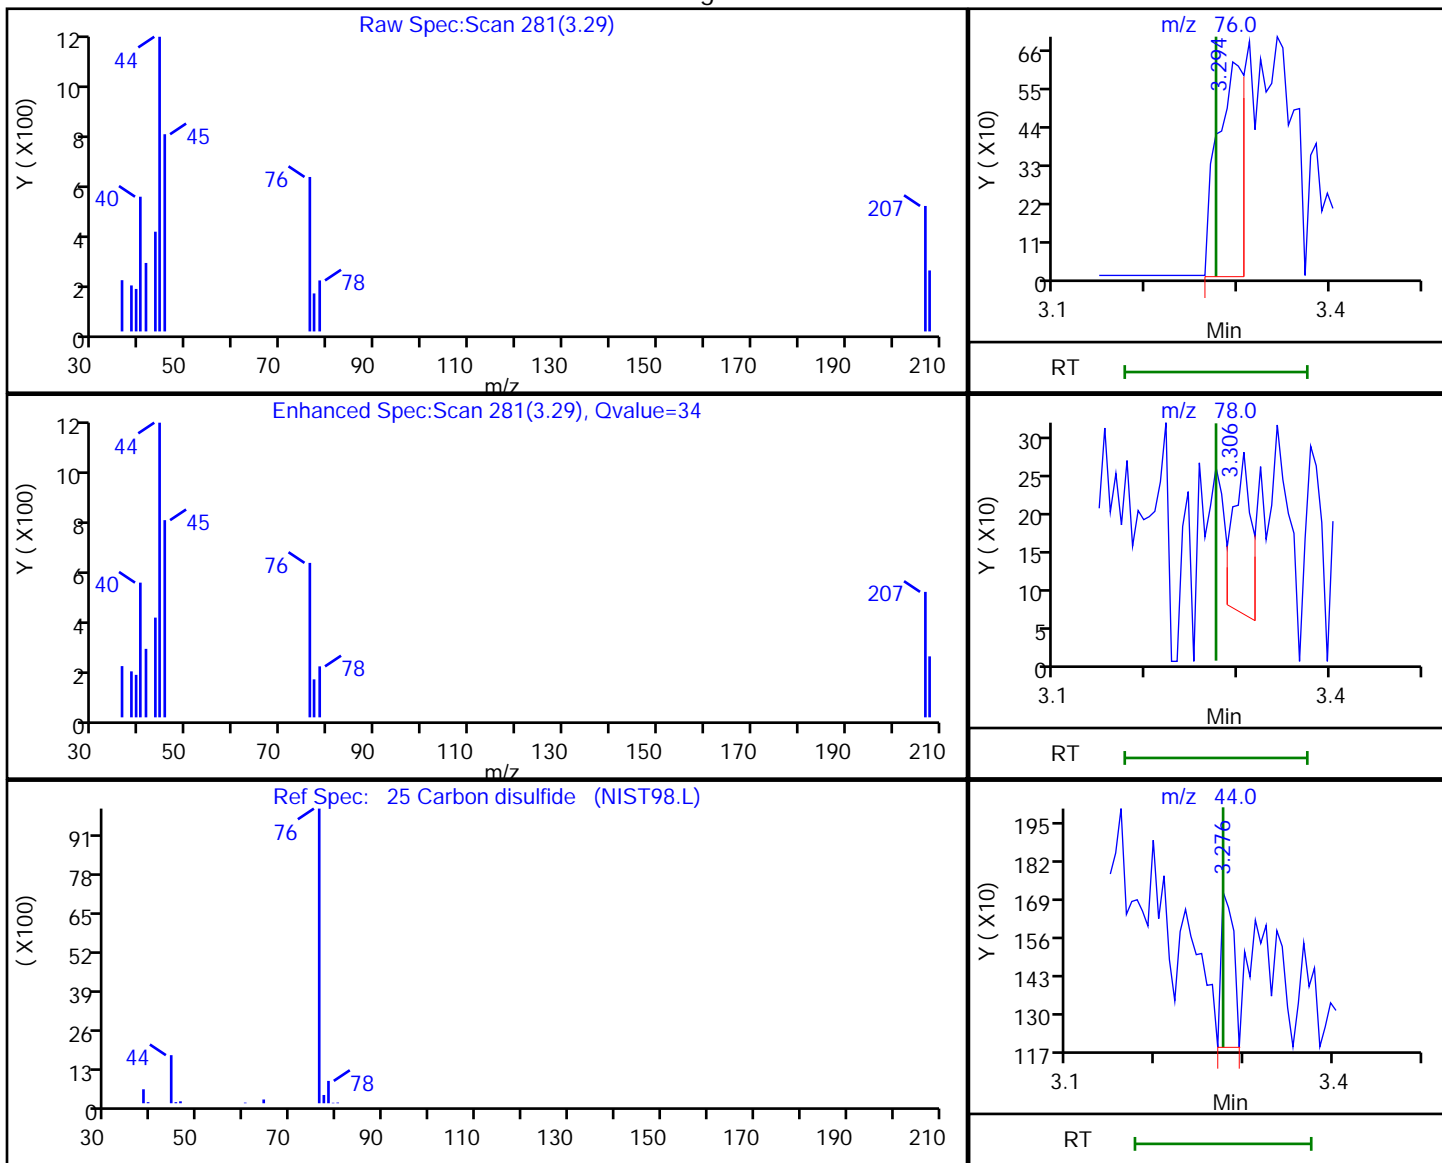 Raw Spec:Scan 281(3.29)
Y ( X100)
12
10
8
6
4
2
0
44
45
40
76
78
207
30 50 70 90 110 130 150 170 190 210
m/z
m/z 76.0
Y ( X10)
66
55
44
33
22
11
0
3.294
3.1 3.4
Min
RT
Enhanced Spec:Scan 281(3.29), Qvalue=34
Y ( X100)
12
10
8
6
4
2
0
44
45
40
76
78
207
30 50 70 90 110 130 150 170 190 210
m/z
m/z 78.0
Y ( X10)
30
25
20
15
10
5
0
3.306
3.1 3.4
Min
RT
Ref Spec: 25 Carbon disulfide (NIST98.L)
( X100)
91
78
65
52
39
26
13
0
76
44
78
30 50 70 90 110 130 150 170 190 210
m/z 44.0
Y ( X10)
195
182
169
156
143
130
117
3.276
3.1 3.4
Min
RT